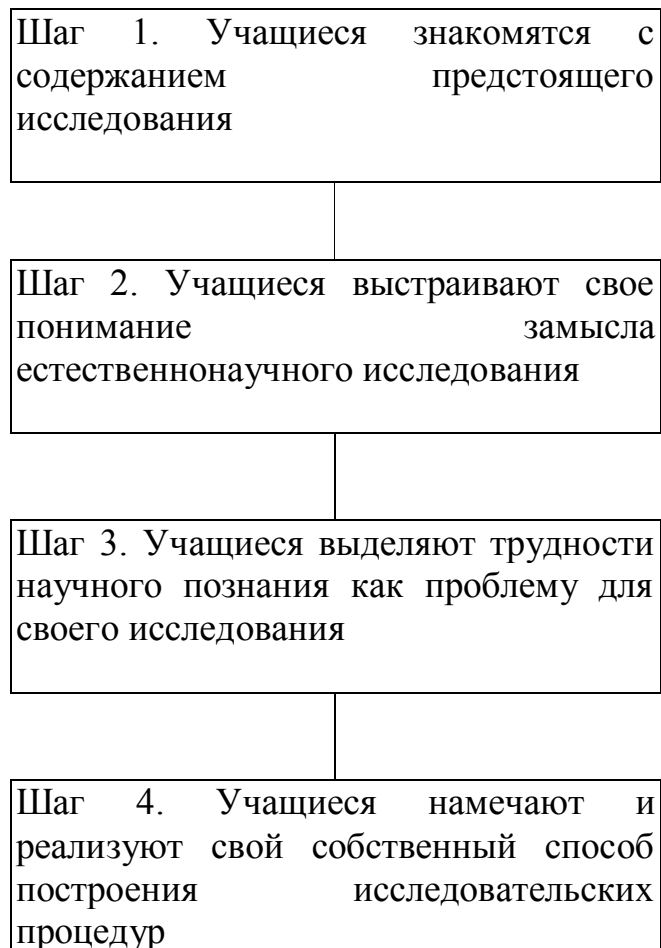 Шаг 1. Учащиеся знакомятся с
содержанием предстоящего
исследования
Шаг 2. Учащиеся выстраивают свое
понимание замысла
естественнонаучного исследования
Шаг 3. Учащиеся выделяют трудности
научного познания как проблему для
своего исследования
Шаг 4. Учащиеся намечают и
реализуют свой собственный способ
построения исследовательских
процедур